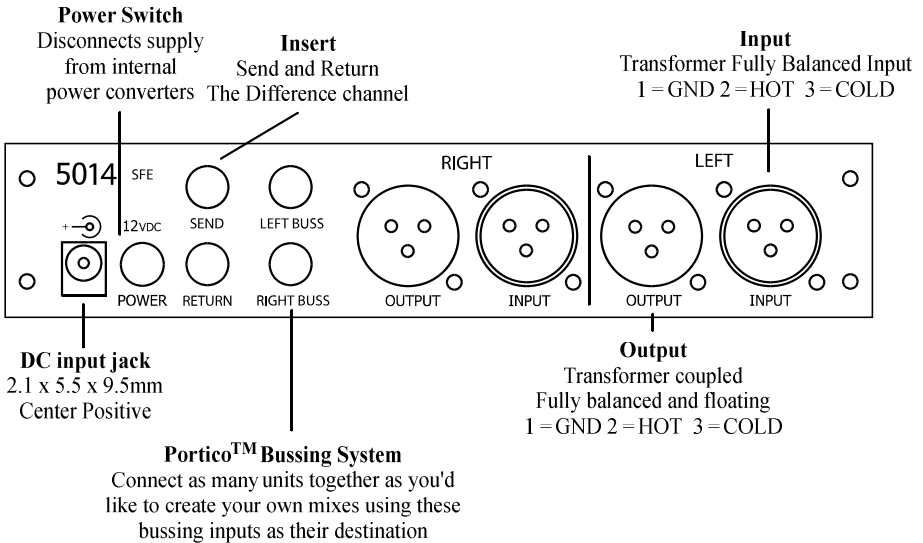 Power Switch
Disconnects supply
from internal
power converters
Insert
Send and Return
The Difference channel
Input
Transformer Fully Balanced Input
1 = GND 2 = HOT 3 = COLD
5014 SFE
RIGHT
LEFT
+
12VDC
SEND
LEFT BUSS
POWER
RETURN
RIGHT BUSS
OUTPUT
INPUT
OUTPUT
INPUT
DC input jack
2.1 x 5.5 x 9.5mm
Center Positive
Output
Transformer coupled
Fully balanced and floating
1 = GND 2 = HOT 3 = COLD
Portico™ Bussing System
Connect as many units together as you'd
like to create your own mixes using these
bussing inputs as their destination